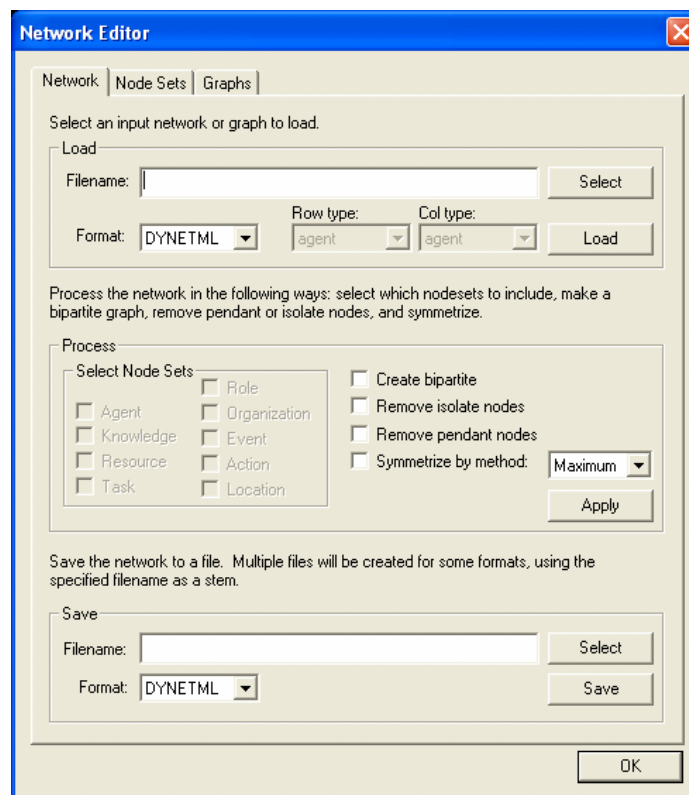 Network Editor
Network Node Sets Graphs
Select an input network or graph to load.
Load
Filename: Select
Row type: Col type:
Format: DYNETML agent agent Load
Process the network in the following ways: select which nodesets to include, make a
bipartite graph, remove pendant or isolate nodes, and symmetrize.
Process
Select Node Sets
Role
Agent Organization
Knowledge Event
Resource Action
Task Location
Create bipartite
Remove isolate nodes
Remove pendant nodes
Symmetrize by method: Maximum
Apply
Save the network to a file. Multiple files will be created for some formats, using the
specified filename as a stem.
Save
Filename: Select
Format: DYNETML Save
OK